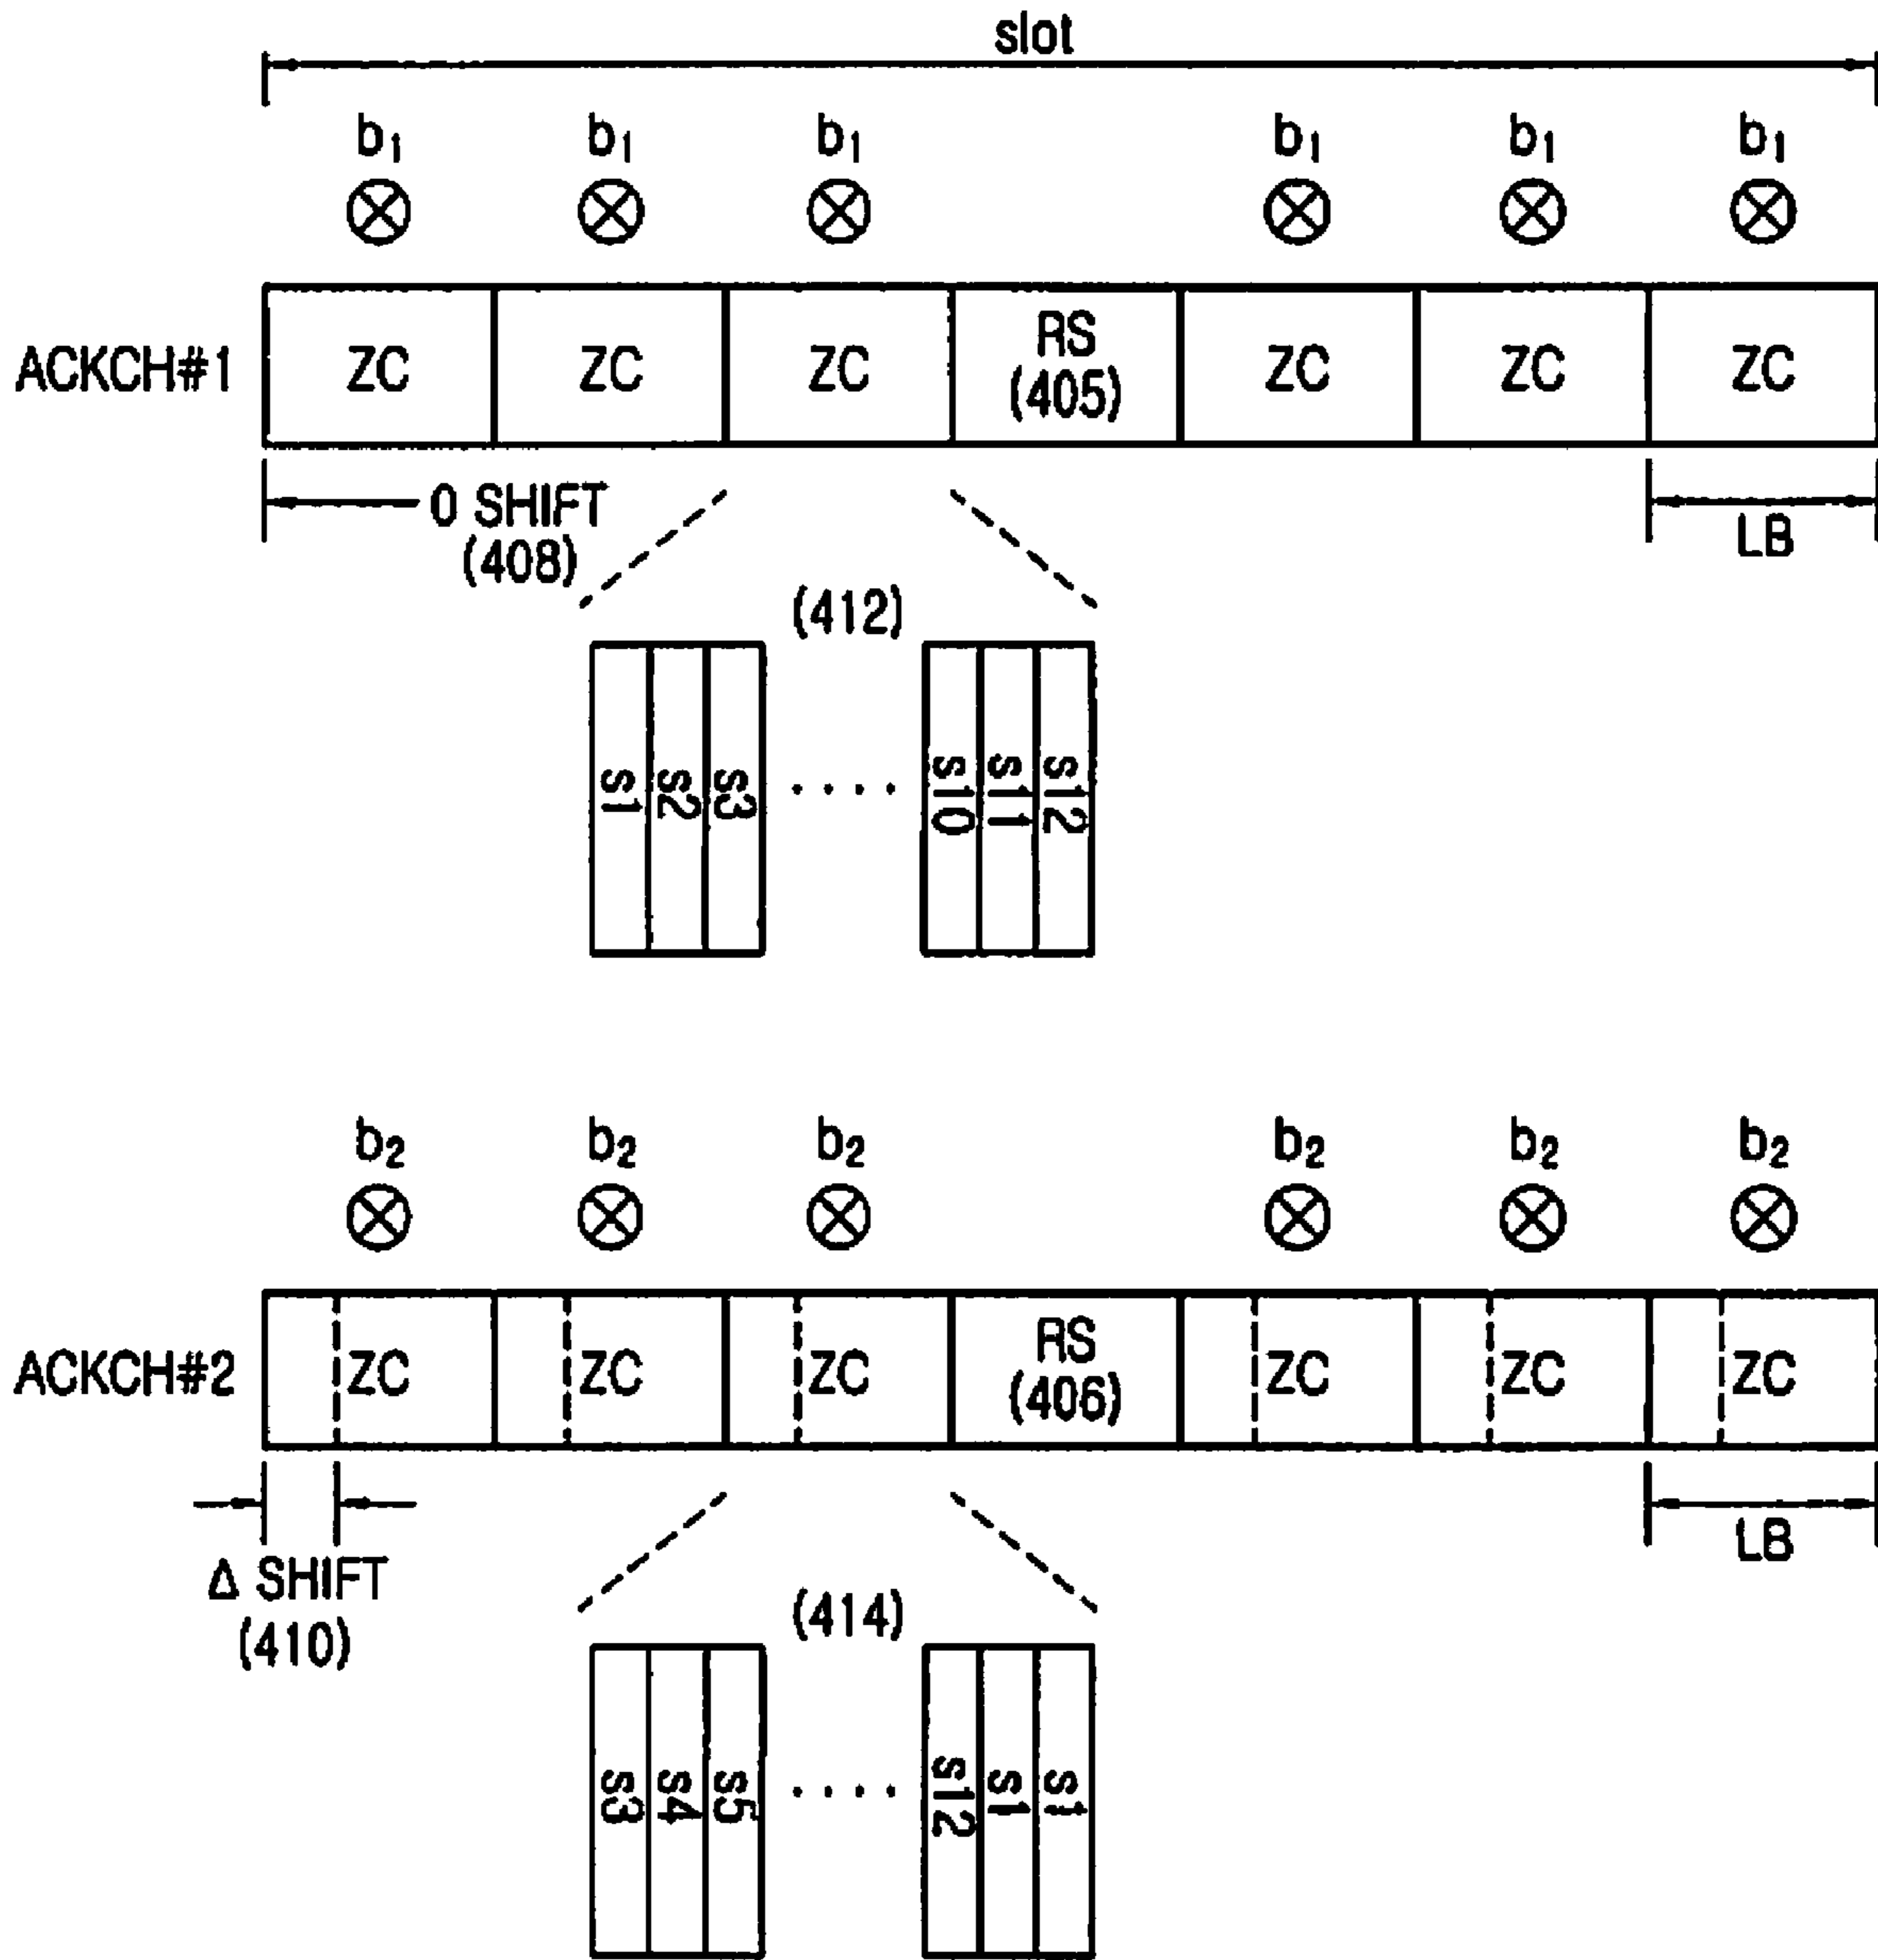 slot
b₁ b₁ b₁ b₁ b₁ b₁
ACKCH#1 ZC ZC ZC RS (405) ZC ZC ZC
0 SHIFT (408)
LB
(412)
s1 s2 s3 ···· s10 s11 s12
b₂ b₂ b₂ b₂ b₂ b₂
ACKCH#2 ZC ZC ZC RS (406) ZC ZC ZC
Δ SHIFT (410)
LB
(414)
s3 s4 s5 ···· s12 s1 s1